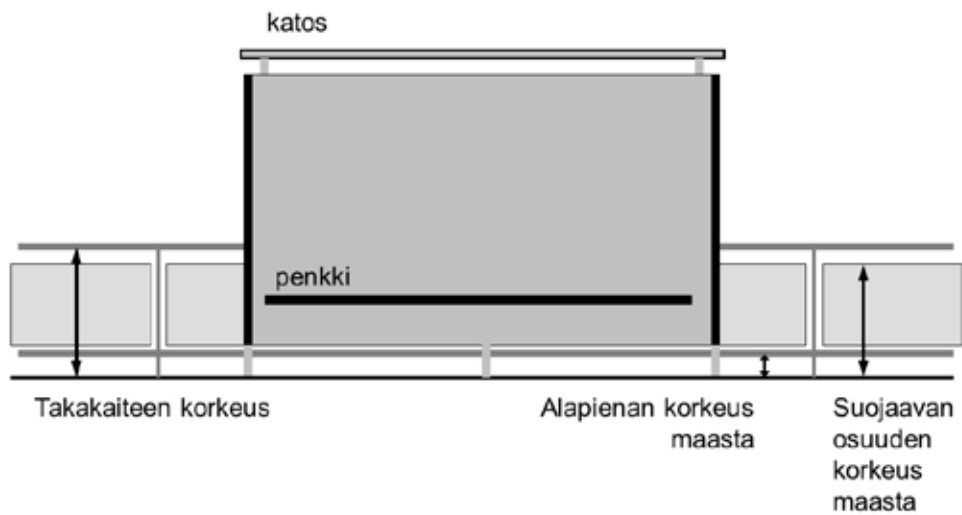 katos
penkki
Takakaiteen korkeus
Alapienan korkeus
maasta
Suojaavan
osuuden
korkeus
maasta